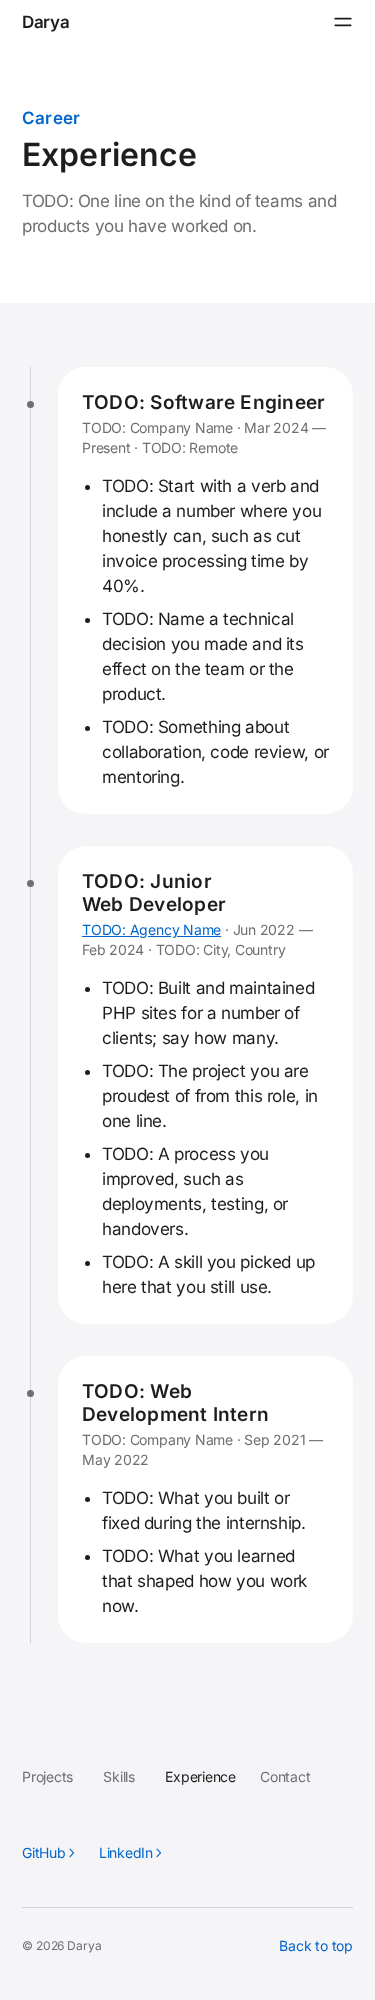 Darya
Career
Experience
TODO: One line on the kind of teams and
products you have worked on.
TODO: Software Engineer
TODO: Company Name · Mar 2024 —
Present · TODO: Remote
• TODO: Start with a verb and
include a number where you
honestly can, such as cut
invoice processing time by
40%.
• TODO: Name a technical
decision you made and its
effect on the team or the
product.
• TODO: Something about
collaboration, code review, or
mentoring.
TODO: Junior
Web Developer
TODO: Agency Name · Jun 2022 —
Feb 2024 · TODO: City, Country
• TODO: Built and maintained
PHP sites for a number of
clients; say how many.
• TODO: The project you are
proudest of from this role, in
one line.
• TODO: A process you
improved, such as
deployments, testing, or
handovers.
• TODO: A skill you picked up
here that you still use.
TODO: Web
Development Intern
TODO: Company Name · Sep 2021 —
May 2022
• TODO: What you built or
fixed during the internship.
• TODO: What you learned
that shaped how you work
now.
Projects Skills Experience Contact
GitHub > LinkedIn >
© 2026 Darya Back to top